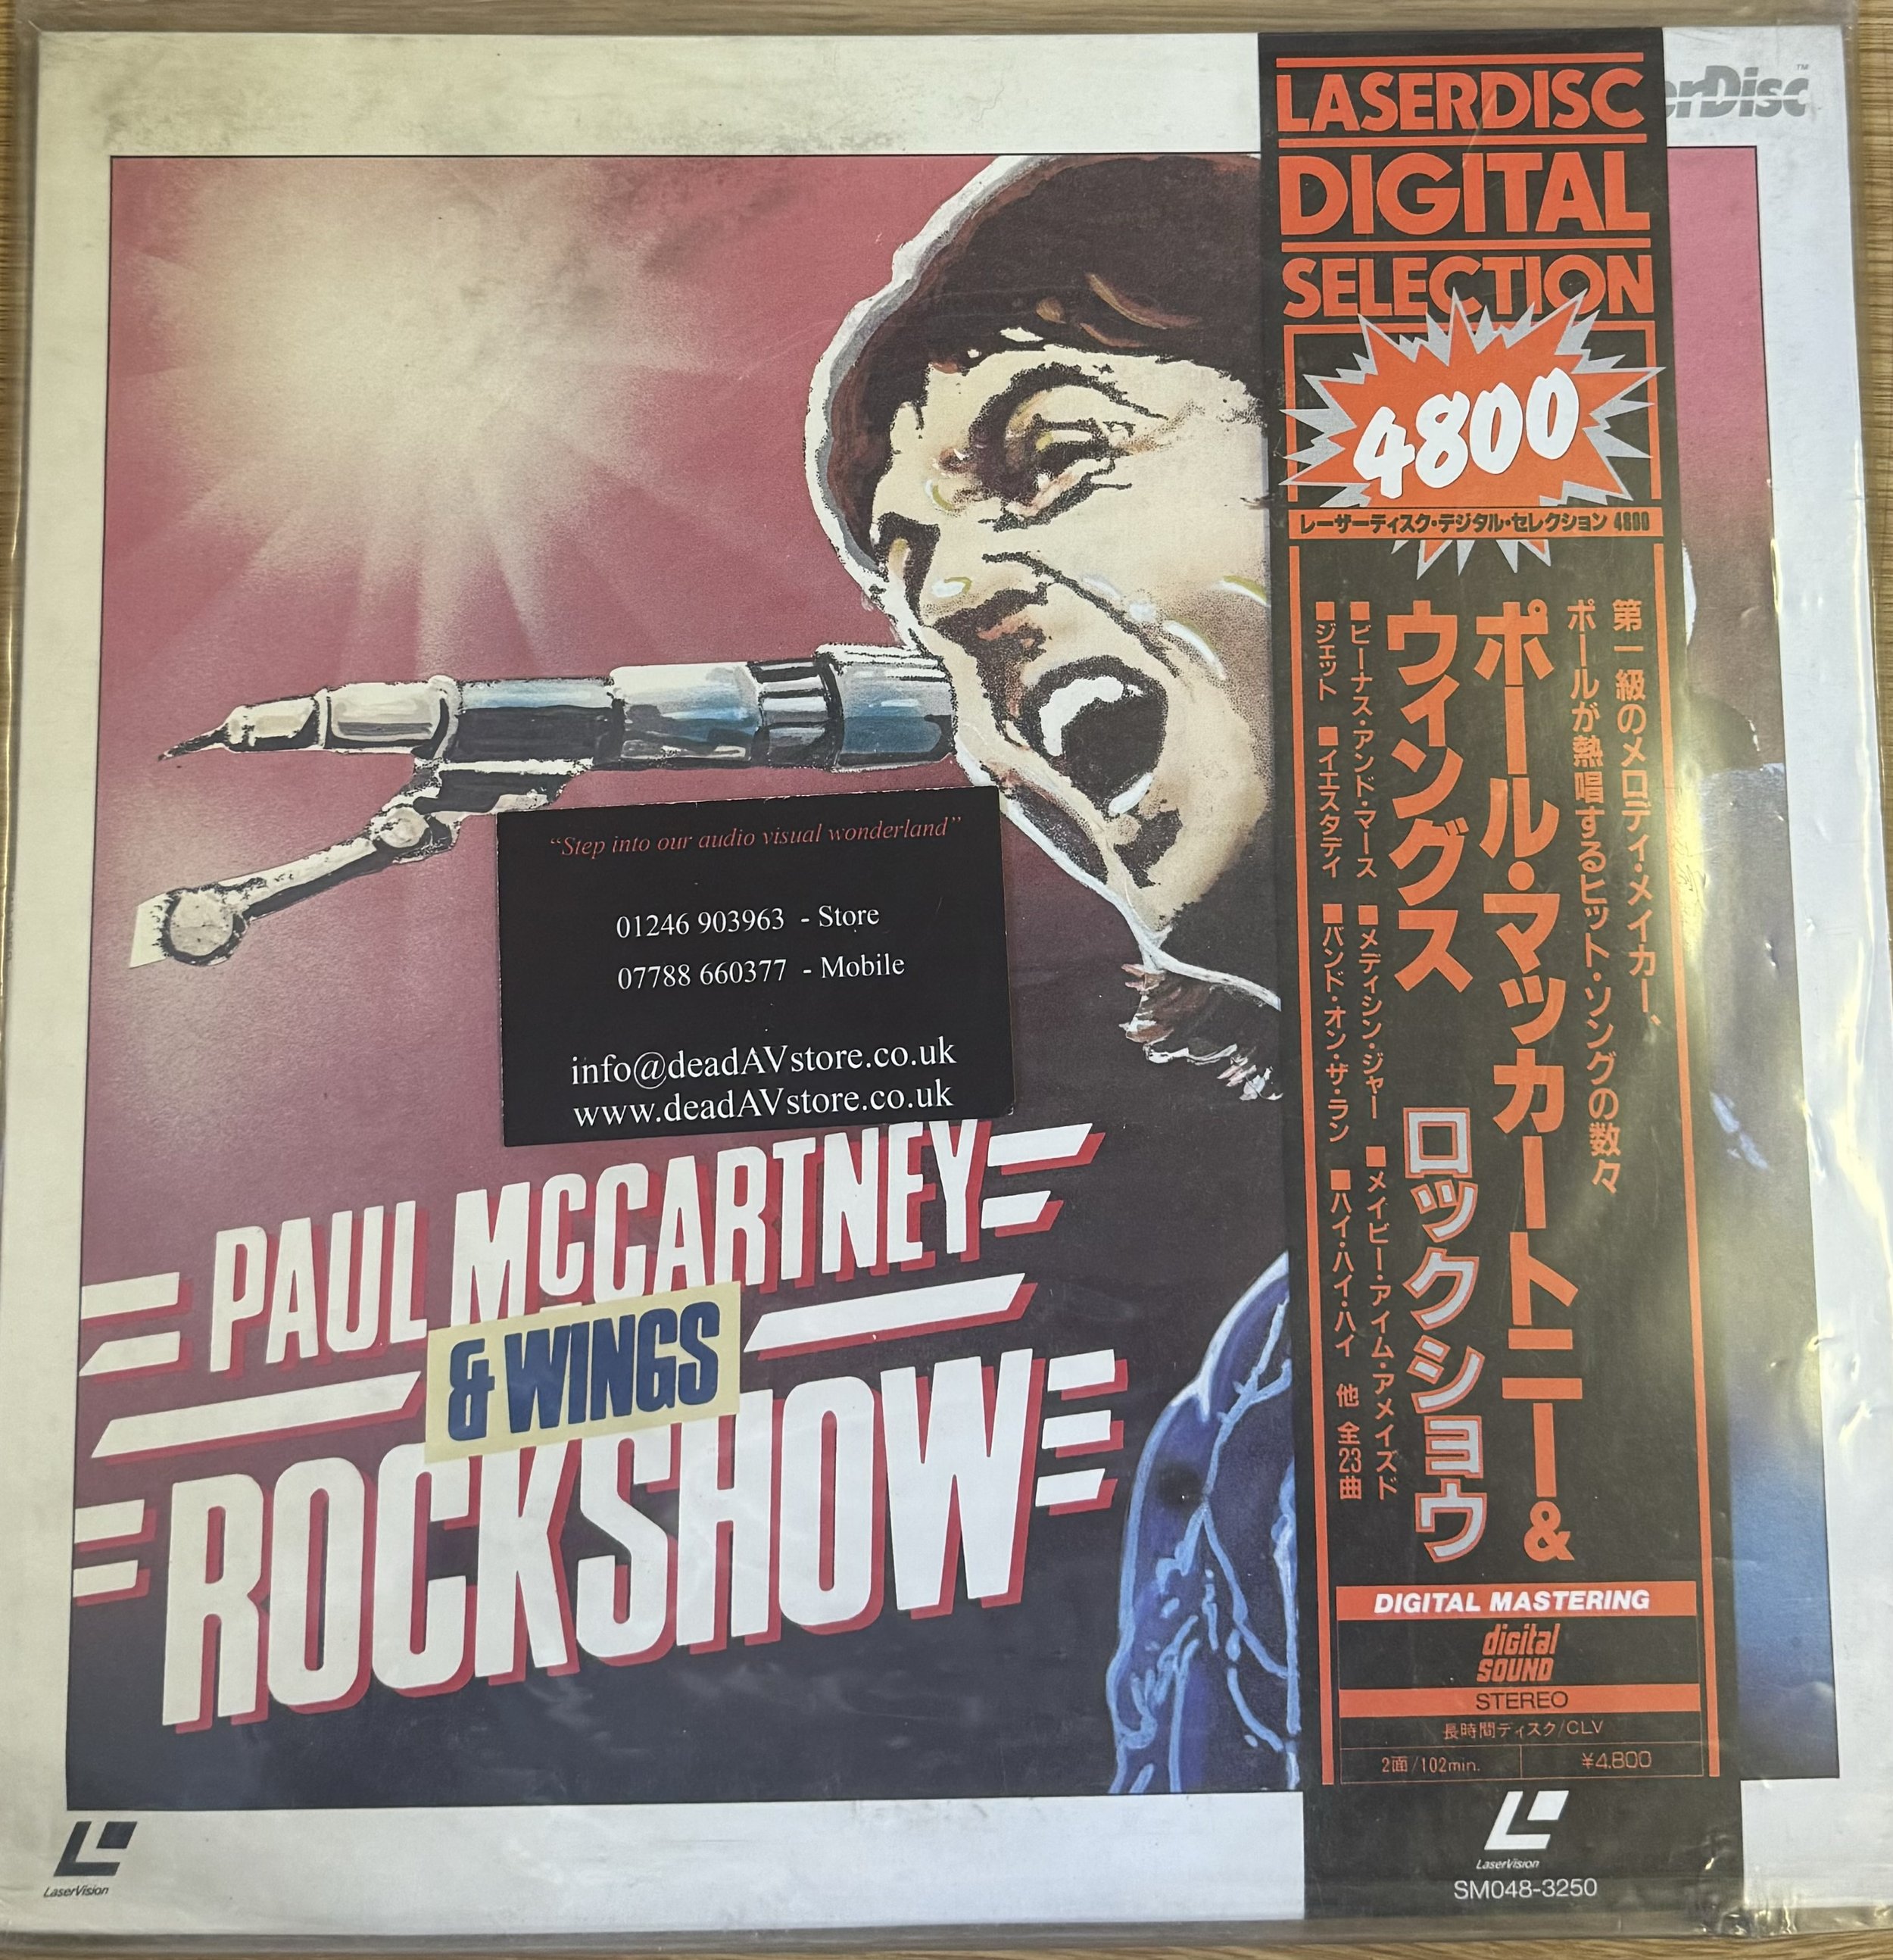 LASERDISC
DIGITAL
SELECTION
erDisc™
4800
レーザーディスク・デジタル・セレクション 4800
第一級のメロディ・メイカー、
ポールが熱唱するヒット・ソングの数々
ポール・マッカートニー&
ウィングス ロックショウ
■ビーナス・アンド・マース ■メディシン・ジャー ■メイビー・アイム・アメイズド
■ジェット ■イエスタデイ ■バンド・オン・ザ・ラン ■ハイ・ハイ・ハイ 他 全23曲
DIGITAL MASTERING
digital
SOUND
STEREO
長時間ディスク/CLV
2面/102min. ¥4,800
LaserVision
SM048-3250
“Step into our audio visual wonderland”
01246 903963 - Store
07788 660377 - Mobile
info@deadAVstore.co.uk
www.deadAVstore.co.uk
PAUL MCCARTNEY
& WINGS
ROCKSHOW
LaserVision